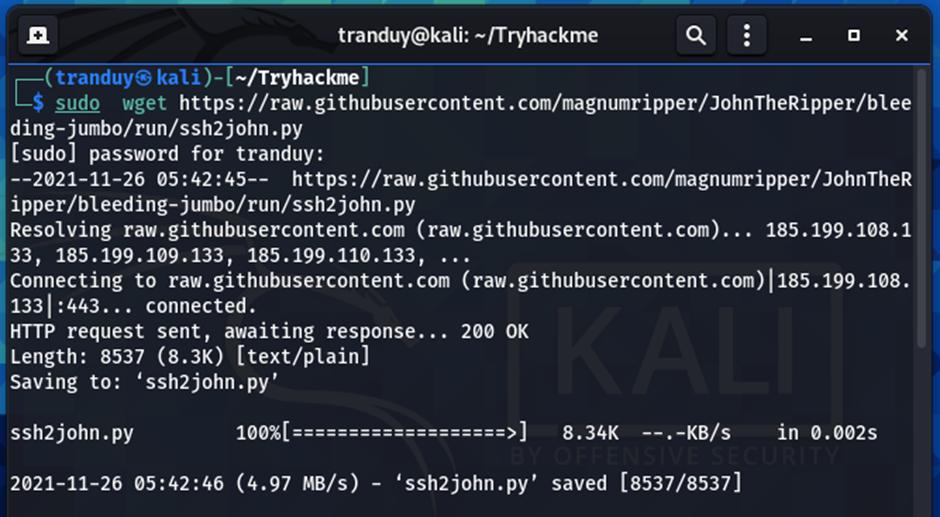 tranduy@kali: ~/Tryhackme
┌──(tranduy㉿kali)-[~/Tryhackme]
└─$ sudo  wget https://raw.githubusercontent.com/magnumripper/JohnTheRipper/blee
ding-jumbo/run/ssh2john.py
[sudo] password for tranduy:
--2021-11-26 05:42:45--  https://raw.githubusercontent.com/magnumripper/JohnTheR
ipper/bleeding-jumbo/run/ssh2john.py
Resolving raw.githubusercontent.com (raw.githubusercontent.com)... 185.199.108.1
33, 185.199.109.133, 185.199.110.133, ...
Connecting to raw.githubusercontent.com (raw.githubusercontent.com)|185.199.108.
133|:443... connected.
HTTP request sent, awaiting response... 200 OK
Length: 8537 (8.3K) [text/plain]
Saving to: ‘ssh2john.py’
ssh2john.py         100%[===================>]   8.34K  --.-KB/s    in 0.002s
2021-11-26 05:42:46 (4.97 MB/s) - ‘ssh2john.py’ saved [8537/8537]
KALI
BY OFFENSIVE SECURITY